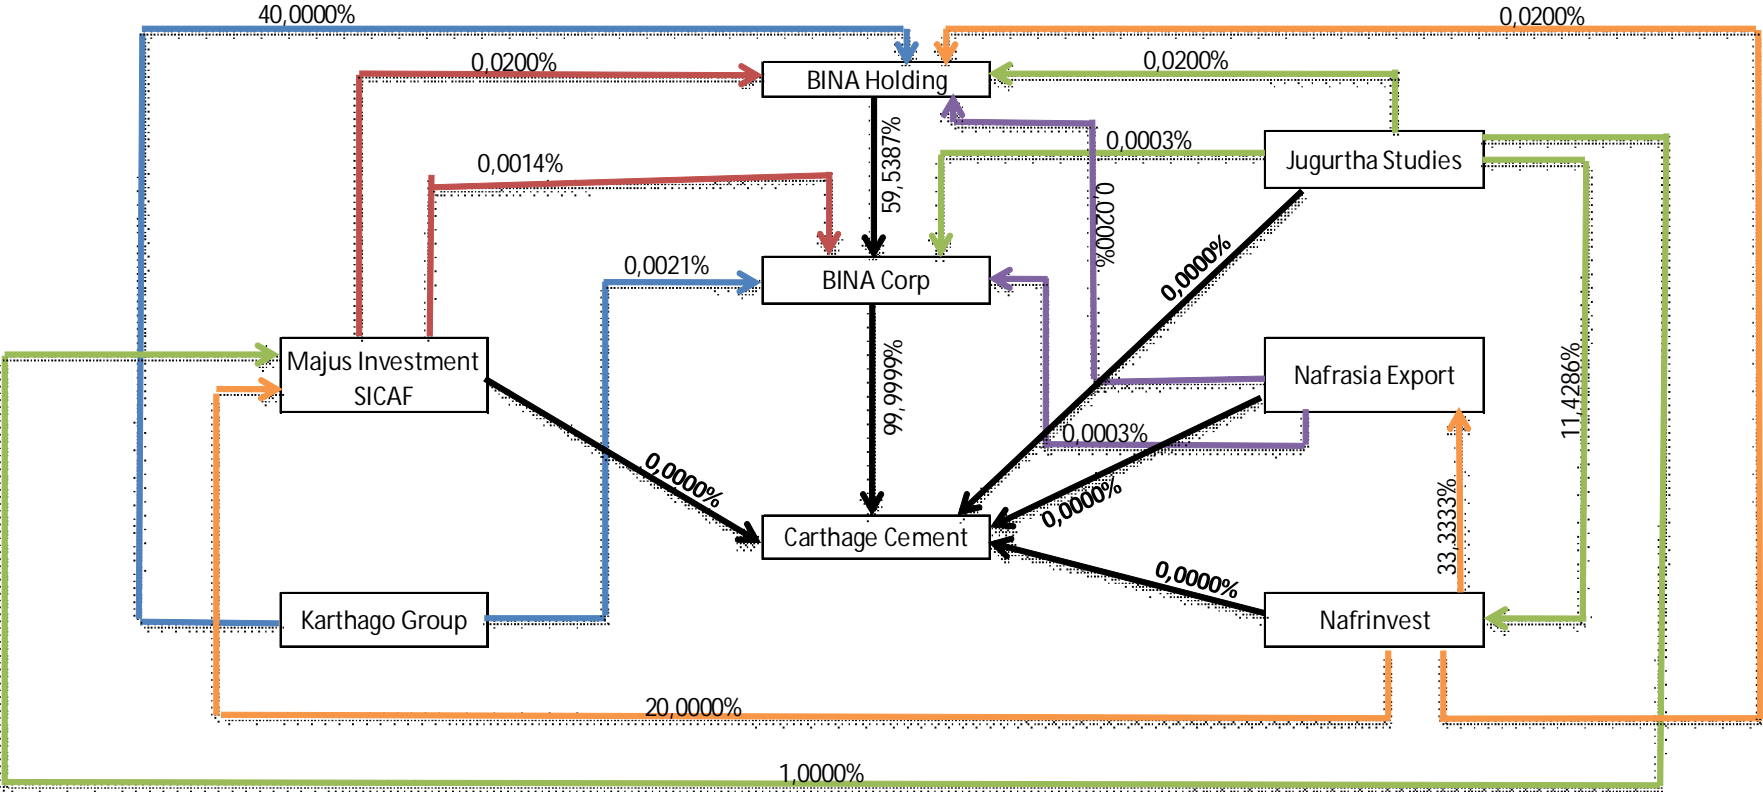 40,0000%
0,0200%
0,0200%
0,0200%
BINA Holding
59,5387%
0,0003%
Jugurtha Studies
0,0014%
0,0200%
0,0000%
0,0021%
BINA Corp
Majus Investment
SICAF
99,9999%
Nafrasia Export
11,4286%
0,0003%
0,0000%
0,0000%
33,3333%
Carthage Cement
0,0000%
Karthago Group
Nafrinvest
20,0000%
1,0000%